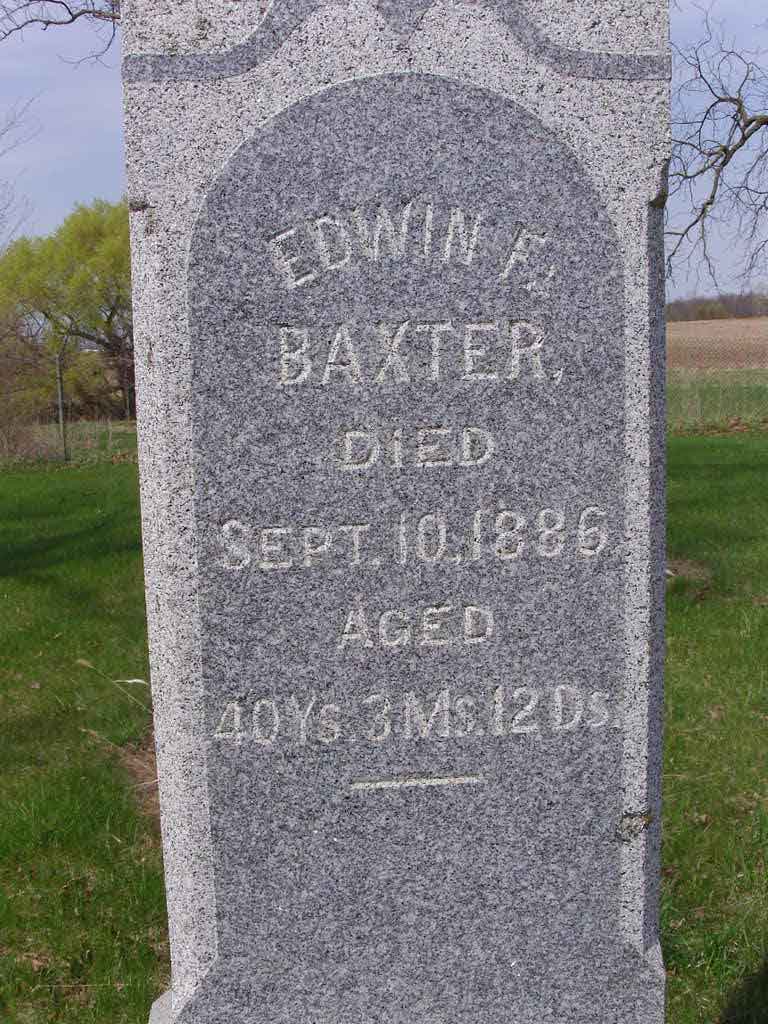 EDWIN F.
BAXTER,
DIED
SEPT. 10, 1886
AGED
40 Ys. 3 Ms. 12 Ds.